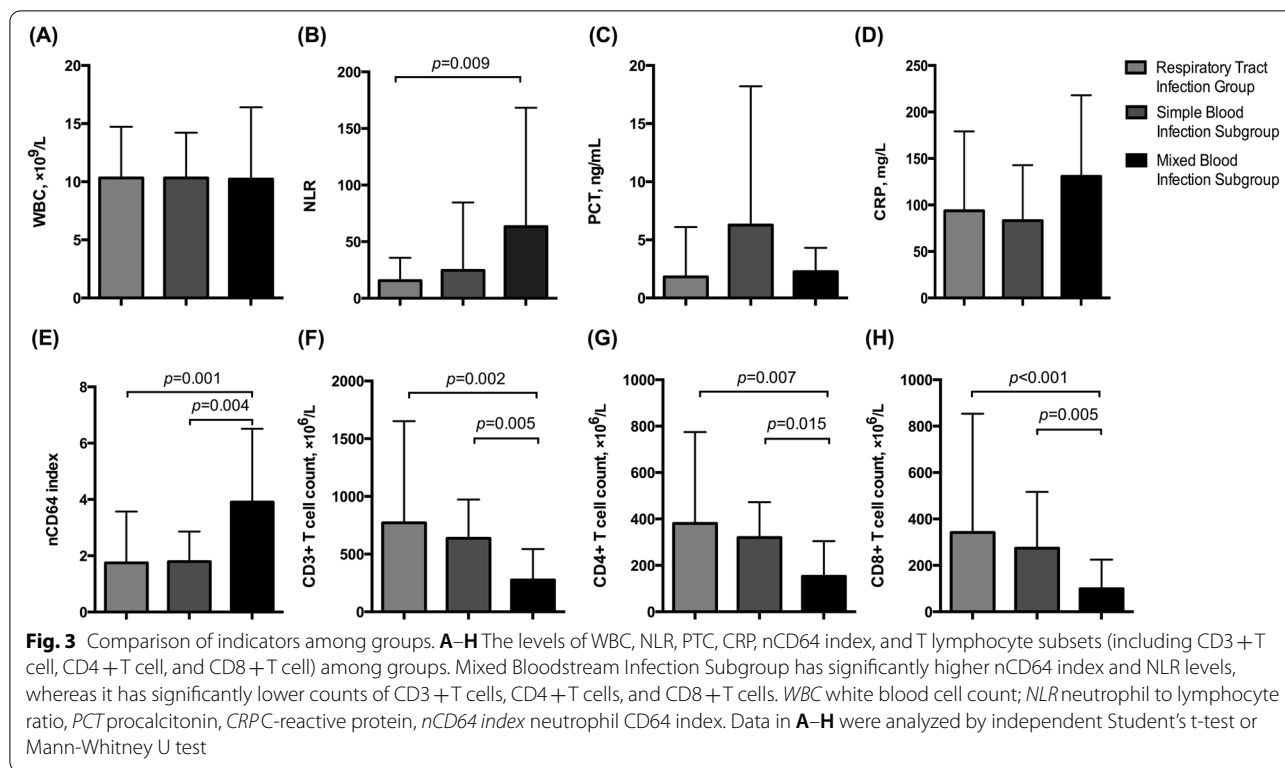 (A)
WBC, ×10⁹/L
20
15
10
5
0
(B)
NLR
200
150
100
50
0
p=0.009
(C)
PCT, ng/mL
20
15
10
5
0
(D)
CRP, mg/L
250
200
150
100
50
0
Respiratory Tract
Infection Group
Simple Blood
Infection Subgroup
Mixed Blood
Infection Subgroup
(E)
nCD64 index
8
6
4
2
0
p=0.001
p=0.004
(F)
CD3+ T cell count, ×10⁶/L
2000
1500
1000
500
0
p=0.002
p=0.005
(G)
CD4+ T cell count, ×10⁶/L
1000
800
600
400
200
0
p=0.007
p=0.015
(H)
CD8+ T cell count, ×10⁶/L
1000
800
600
400
200
0
p<0.001
p=0.005
Fig. 3 Comparison of indicators among groups. A–H The levels of WBC, NLR, PTC, CRP, nCD64 index, and T lymphocyte subsets (including CD3+T
cell, CD4+T cell, and CD8+T cell) among groups. Mixed Bloodstream Infection Subgroup has significantly higher nCD64 index and NLR levels,
whereas it has significantly lower counts of CD3+T cells, CD4+T cells, and CD8+T cells. WBC white blood cell count; NLR neutrophil to lymphocyte
ratio, PCT procalcitonin, CRP C-reactive protein, nCD64 index neutrophil CD64 index. Data in A–H were analyzed by independent Student's t-test or
Mann-Whitney U test